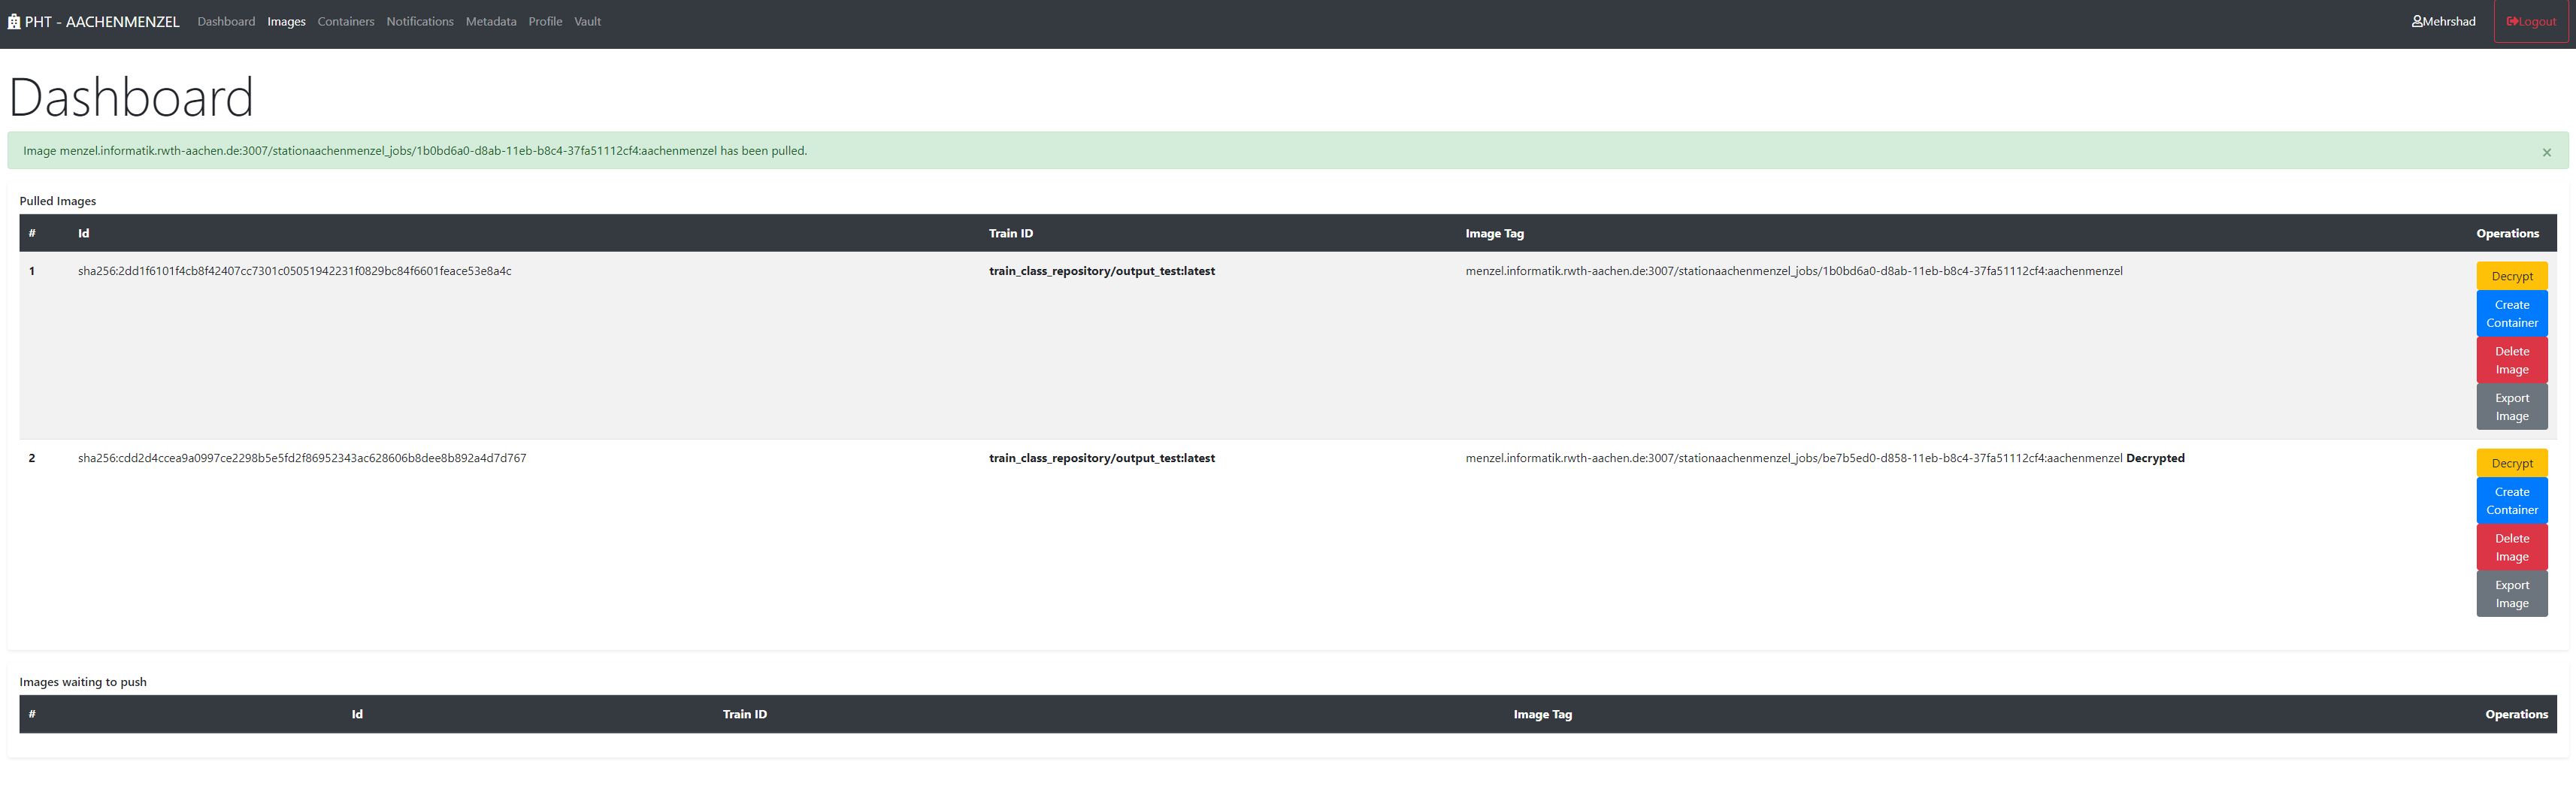 PHT - AACHENMENZEL Dashboard Images Containers Notifications Metadata Profile Vault Mehrshad Logout
Dashboard
Image menzel.informatik.rwth-aachen.de:3007/stationaachenmenzel_jobs/1b0bd6a0-d8ab-11eb-b8c4-37fa51112cf4:aachenmenzel has been pulled. ×
Pulled Images
# Id Train ID Image Tag Operations
1 sha256:2dd1f6101f4cb8f42407cc7301c05051942231f0829bc84f6601feace53e8a4c train_class_repository/output_test:latest menzel.informatik.rwth-aachen.de:3007/stationaachenmenzel_jobs/1b0bd6a0-d8ab-11eb-b8c4-37fa51112cf4:aachenmenzel
Decrypt
Create
Container
Delete
Image
Export
Image
2 sha256:cdd2d4ccea9a0997ce2298b5e5fd2f86952343ac628606b8dee8b892a4d7d767 train_class_repository/output_test:latest menzel.informatik.rwth-aachen.de:3007/stationaachenmenzel_jobs/be7b5ed0-d858-11eb-b8c4-37fa51112cf4:aachenmenzel Decrypted
Decrypt
Create
Container
Delete
Image
Export
Image
Images waiting to push
# Id Train ID Image Tag Operations